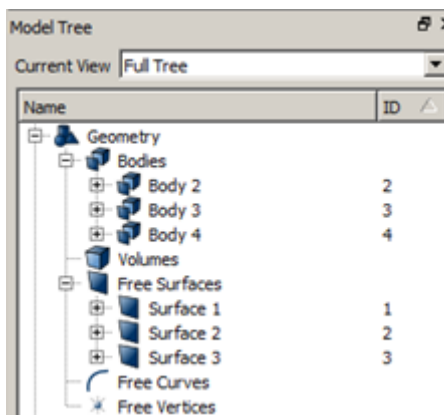 Model Tree
Current View Full Tree
Name ID
Geometry
Bodies
Body 2 2
Body 3 3
Body 4 4
Volumes
Free Surfaces
Surface 1 1
Surface 2 2
Surface 3 3
Free Curves
Free Vertices